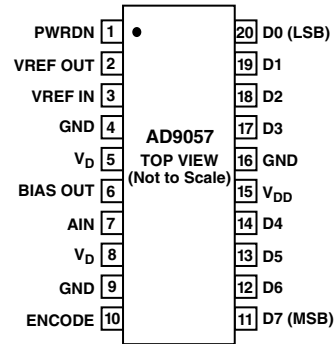 PWRDN 1 20 D0 (LSB)
VREF OUT 2 19 D1
VREF IN 3 18 D2
GND 4 17 D3
VD 5 16 GND
BIAS OUT 6 15 VDD
AIN 7 14 D4
VD 8 13 D5
GND 9 12 D6
ENCODE 10 11 D7 (MSB)
AD9057
TOP VIEW
(Not to Scale)